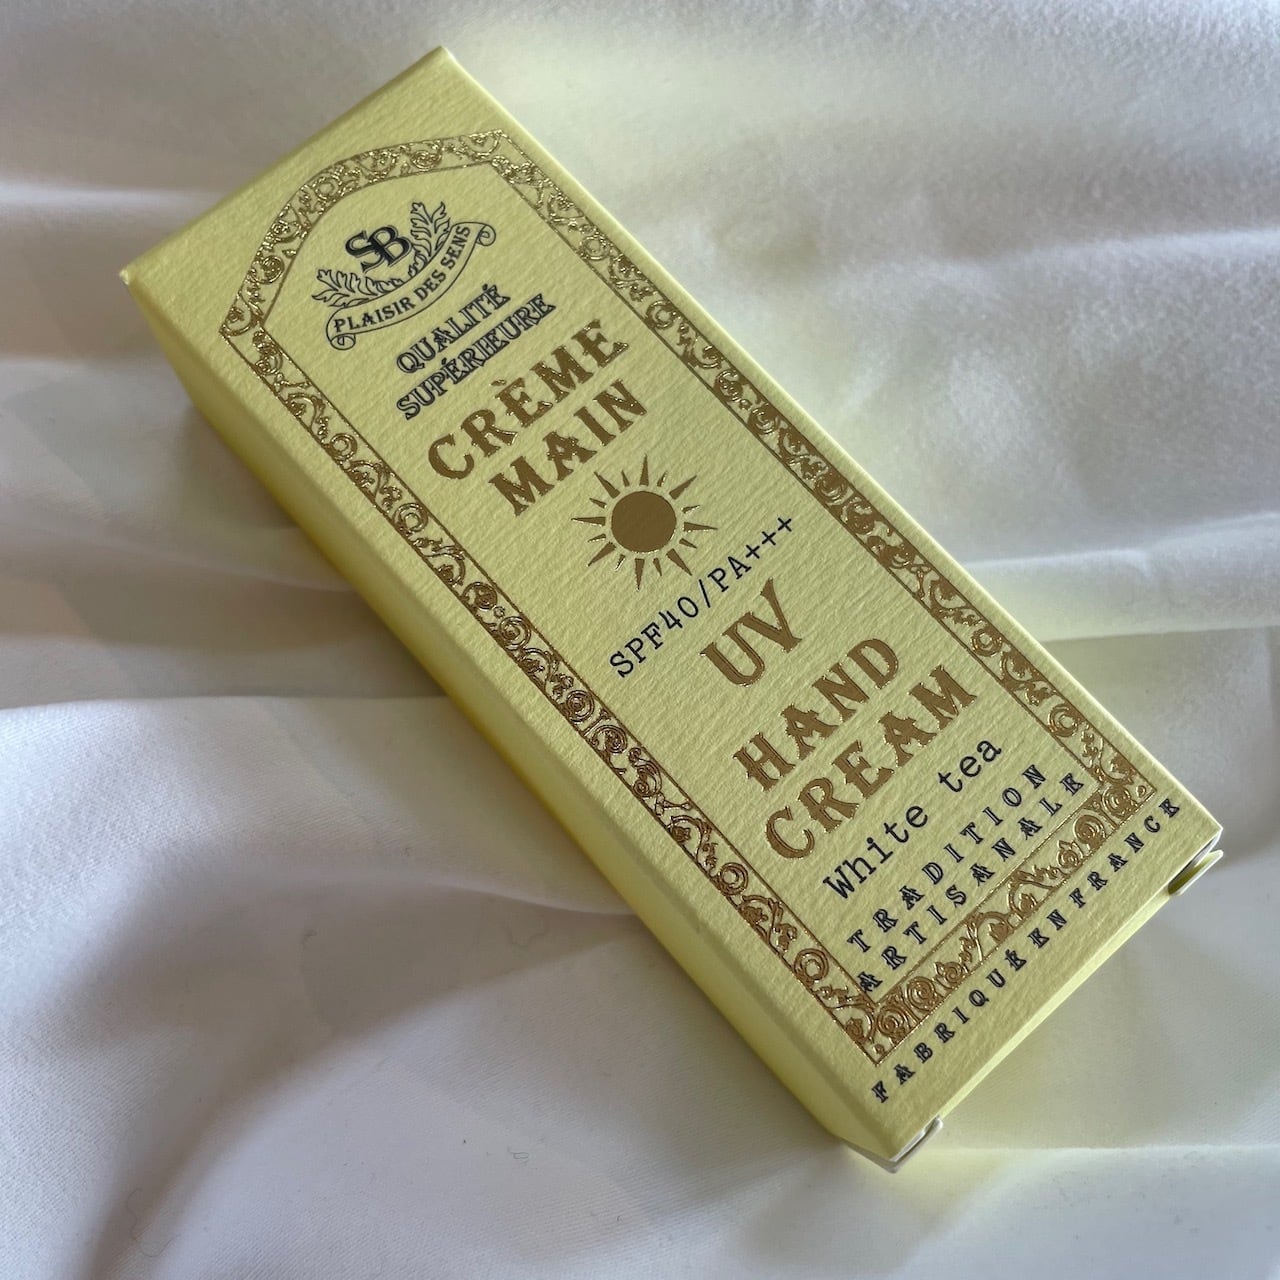 SB
PLAISIR DES SENS
QUALITÉ
SUPÉRIEURE
CRÈME
MAIN
SPF40/PA+++
UV
HAND
CREAM
White tea
TRADITION
ARTISANALE
FABRIQUÉ EN FRANCE